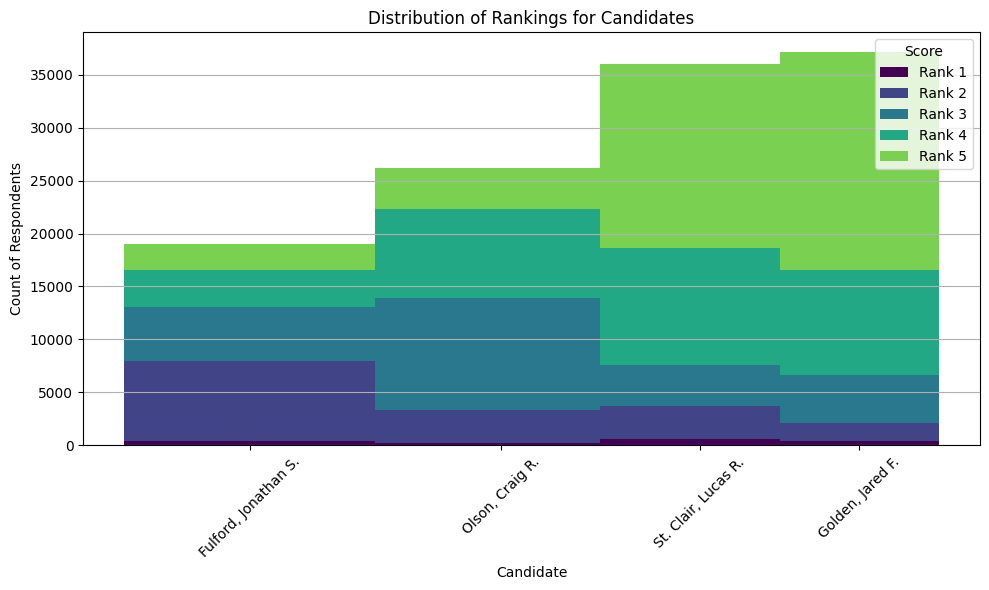 Distribution of Rankings for Candidates
Score
Rank 1
Rank 2
Rank 3
Rank 4
Rank 5
Count of Respondents
35000
30000
25000
20000
15000
10000
5000
0
Fulford, Jonathan S.
Olson, Craig R.
St. Clair, Lucas R.
Golden, Jared F.
Candidate